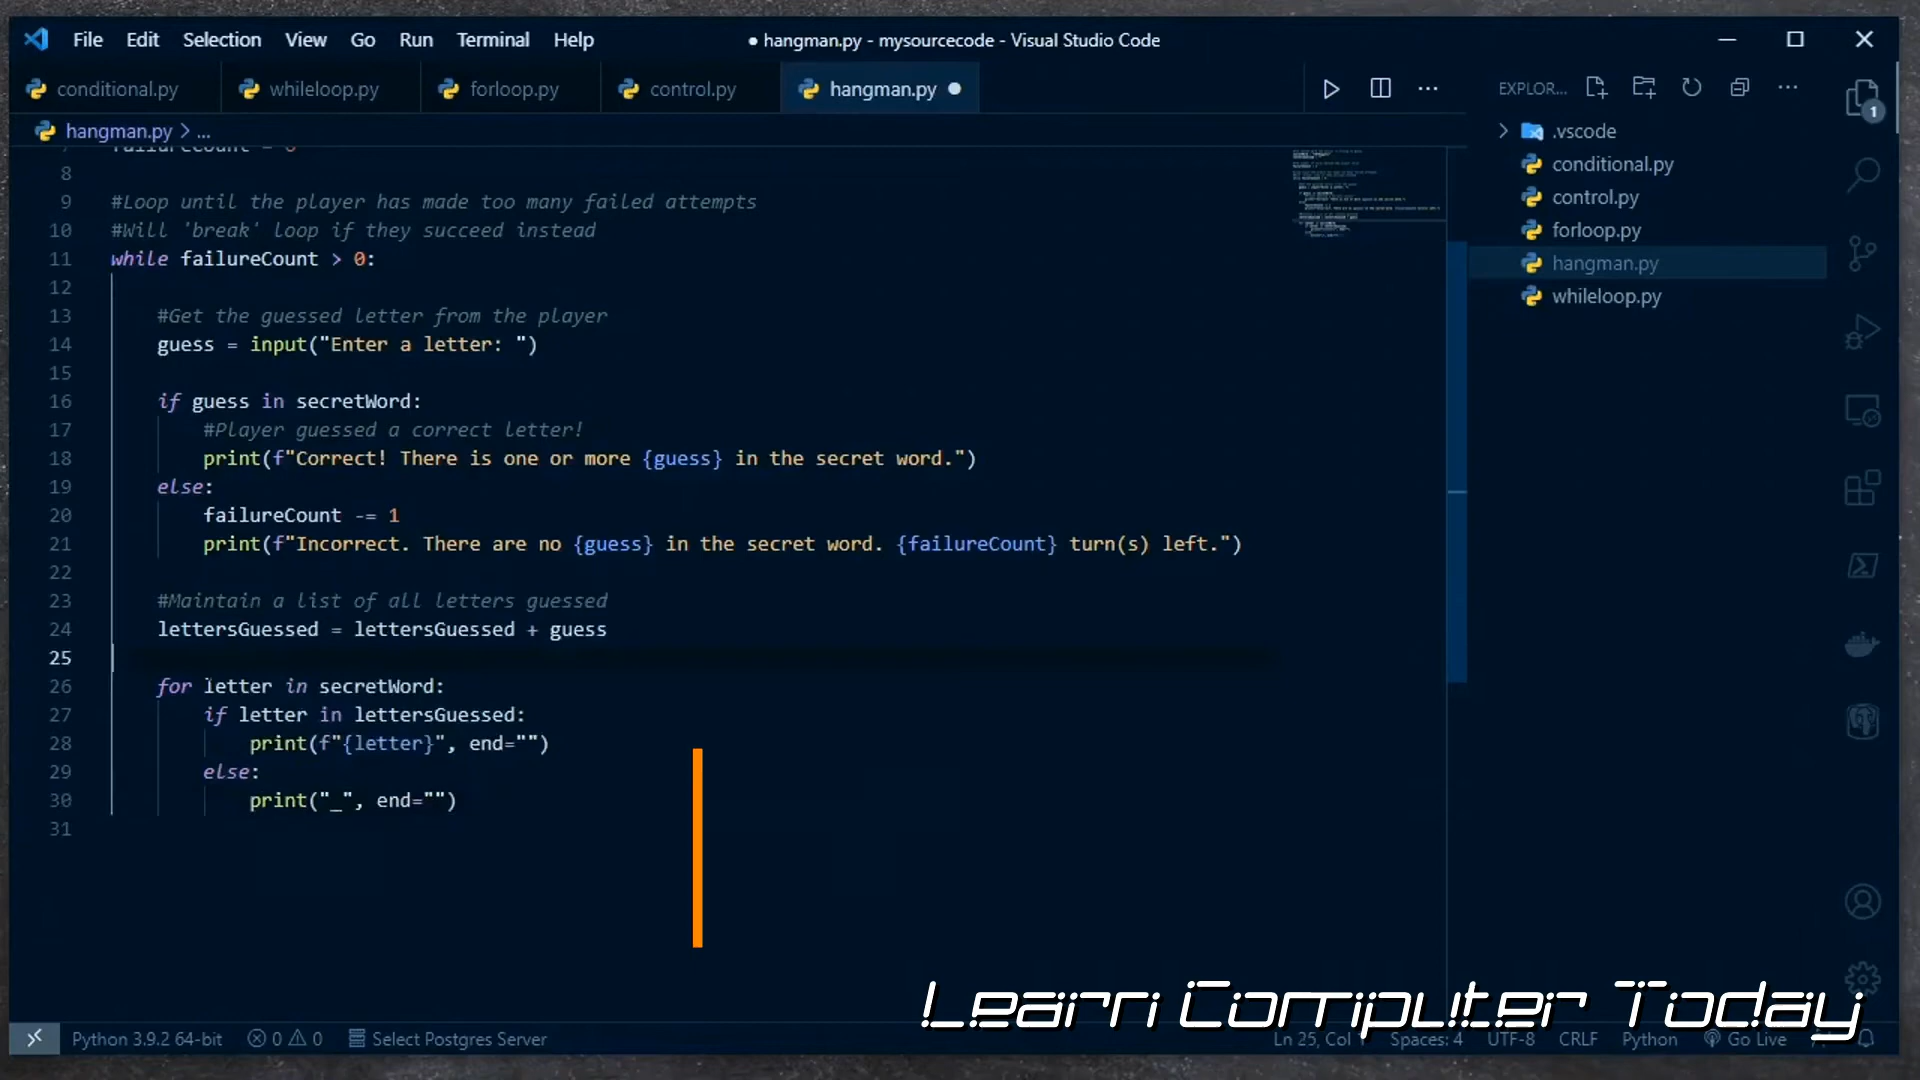 File Edit Selection View Go Run Terminal Help
● hangman.py - mysourcecode - Visual Studio Code
conditional.py whileloop.py forloop.py control.py hangman.py ●
EXPLOR...
hangman.py > ...
8
9 #Loop until the player has made too many failed attempts
10 #Will 'break' loop if they succeed instead
11 while failureCount > 0:
12
13 #Get the guessed letter from the player
14 guess = input("Enter a letter: ")
15
16 if guess in secretWord:
17 #Player guessed a correct letter!
18 print(f"Correct! There is one or more {guess} in the secret word.")
19 else:
20 failureCount -= 1
21 print(f"Incorrect. There are no {guess} in the secret word. {failureCount} turn(s) left.")
22
23 #Maintain a list of all letters guessed
24 lettersGuessed = lettersGuessed + guess
25
26 for letter in secretWord:
27 if letter in lettersGuessed:
28 print(f"{letter}", end="")
29 else:
30 print("_", end="")
31
.vscode
conditional.py
control.py
forloop.py
hangman.py
whileloop.py
1
Learn Computer Today
Python 3.9.2 64-bit 0 0 Select Postgres Server
Ln 25, Col Spaces: 4 UTF-8 CRLF Python Go Live